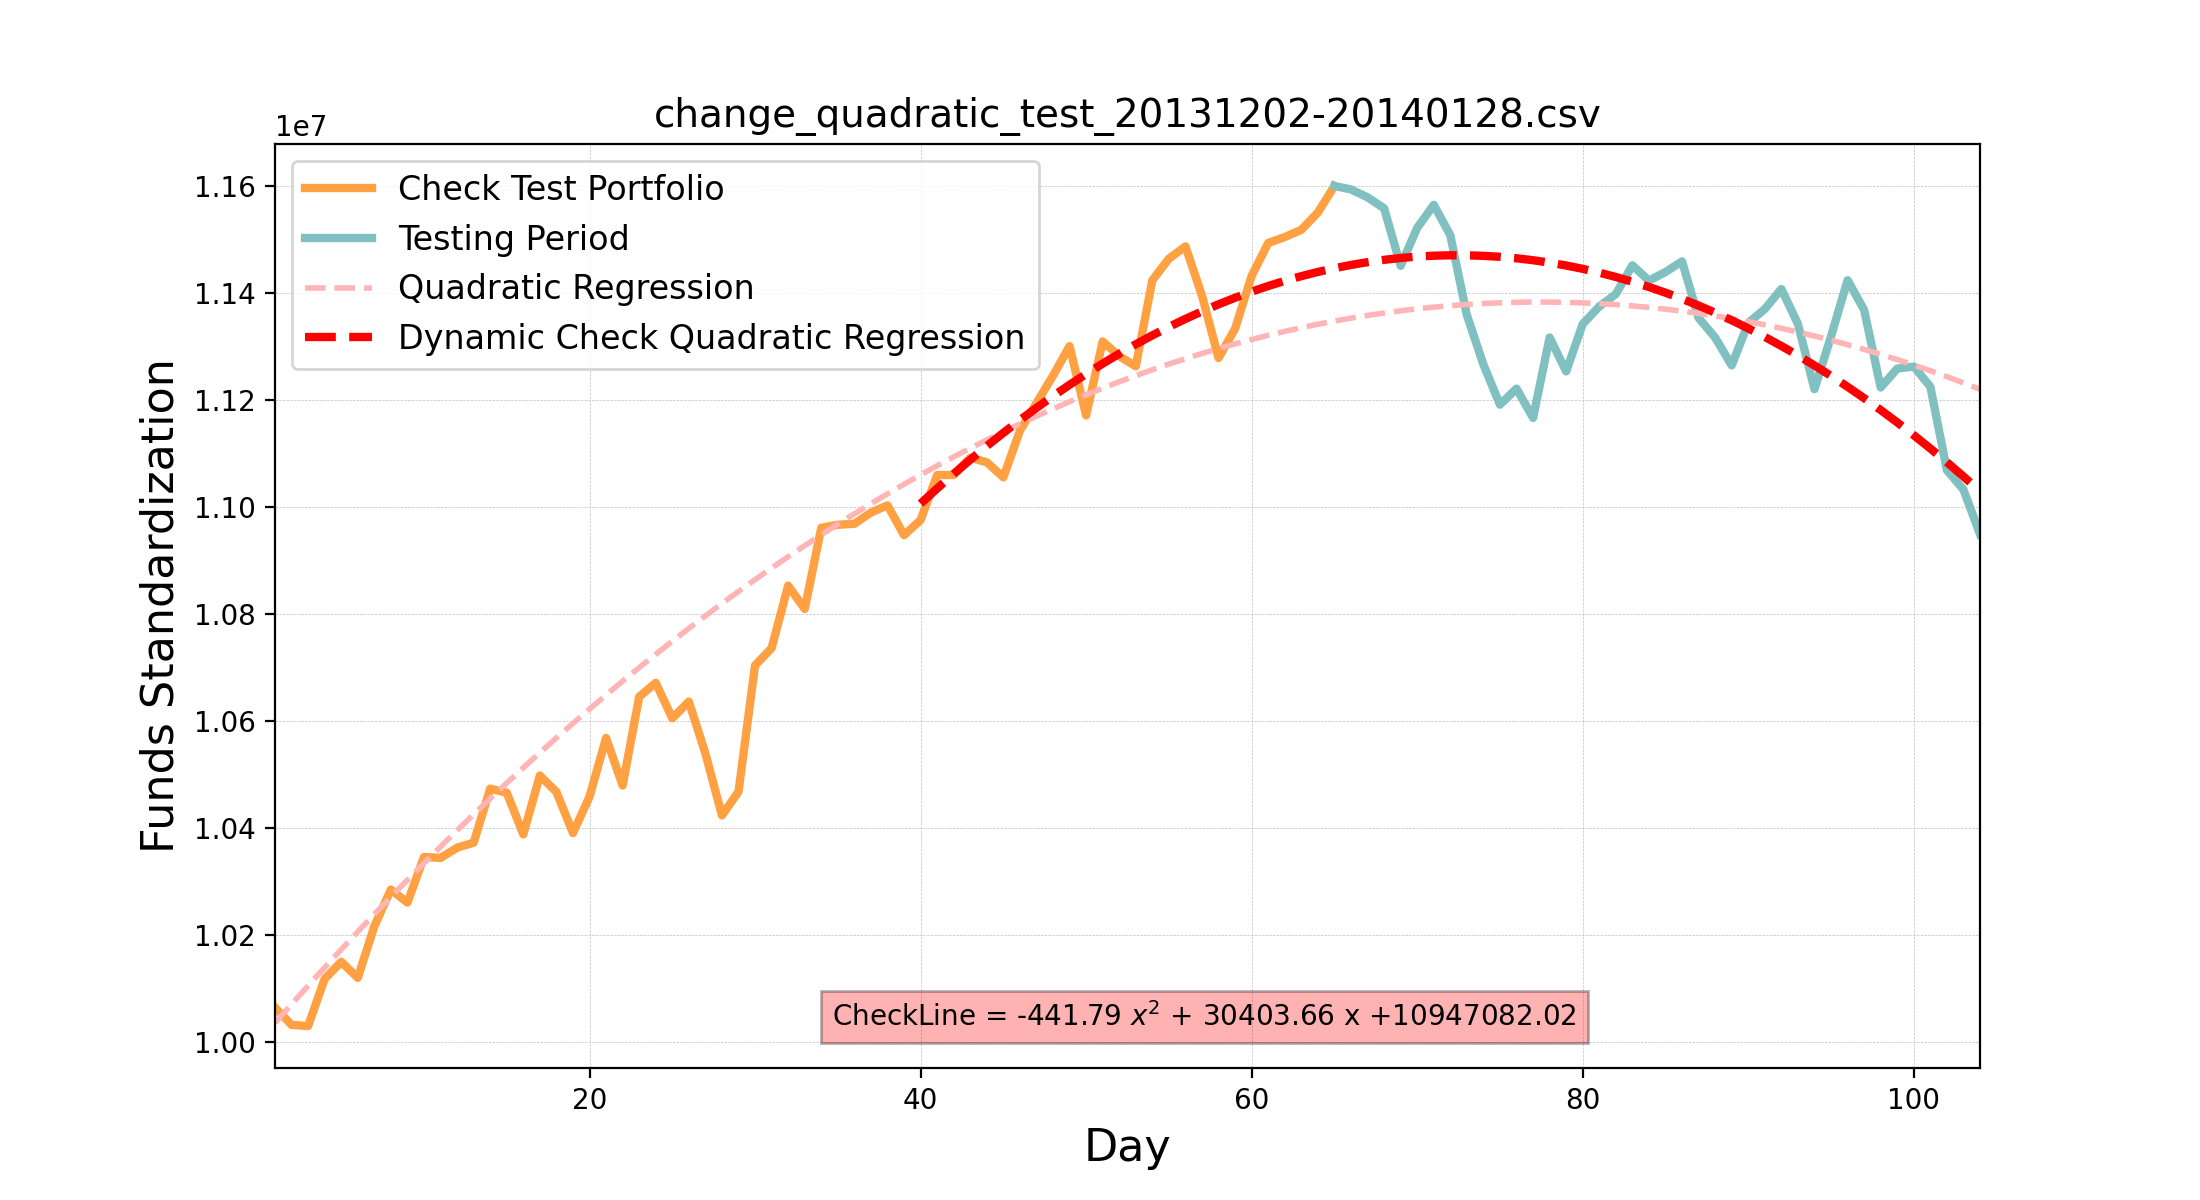 change_quadratic_test_20131202-20140128.csv
1e7
Check Test Portfolio
Testing Period
Quadratic Regression
Dynamic Check Quadratic Regression
1.16
1.14
1.12
1.10
1.08
1.06
1.04
1.02
1.00
Funds Standardization
CheckLine = -441.79 x² + 30403.66 x +10947082.02
20 40 60 80 100
Day